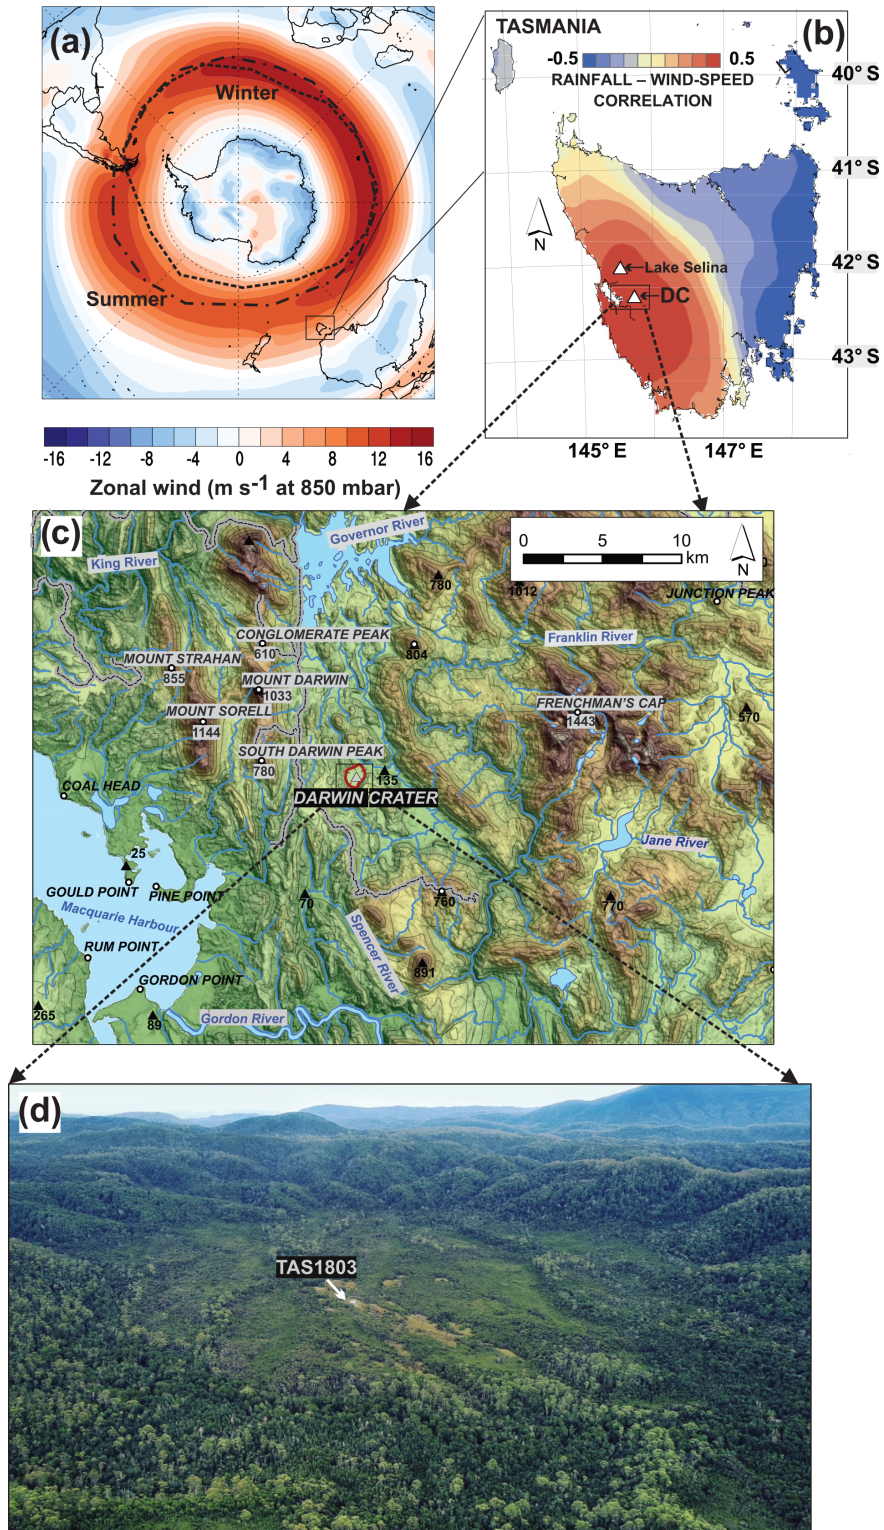 (a)
Winter
Summer
-16 -12 -8 -4 0 4 8 12 16
Zonal wind (m s-1 at 850 mbar)
TASMANIA
(b)
-0.5 0.5
RAINFALL – WIND-SPEED
CORRELATION
40° S
41° S
42° S
43° S
N
Lake Selina
DC
145° E 147° E
(c)
Governor River
King River
0 5 10
km
N
780
1012
JUNCTION PEAK
CONGLOMERATE PEAK
610
804
Franklin River
MOUNT STRAHAN
855
MOUNT DARWIN
1033
FRENCHMAN'S CAP
1443
570
MOUNT SORELL
1144
SOUTH DARWIN PEAK
780
135
COAL HEAD
DARWIN CRATER
Jane River
25
GOULD POINT
PINE POINT
70
760
770
Macquarie Harbour
Spencer River
RUM POINT
891
GORDON POINT
265
89
Gordon River
(d)
TAS1803